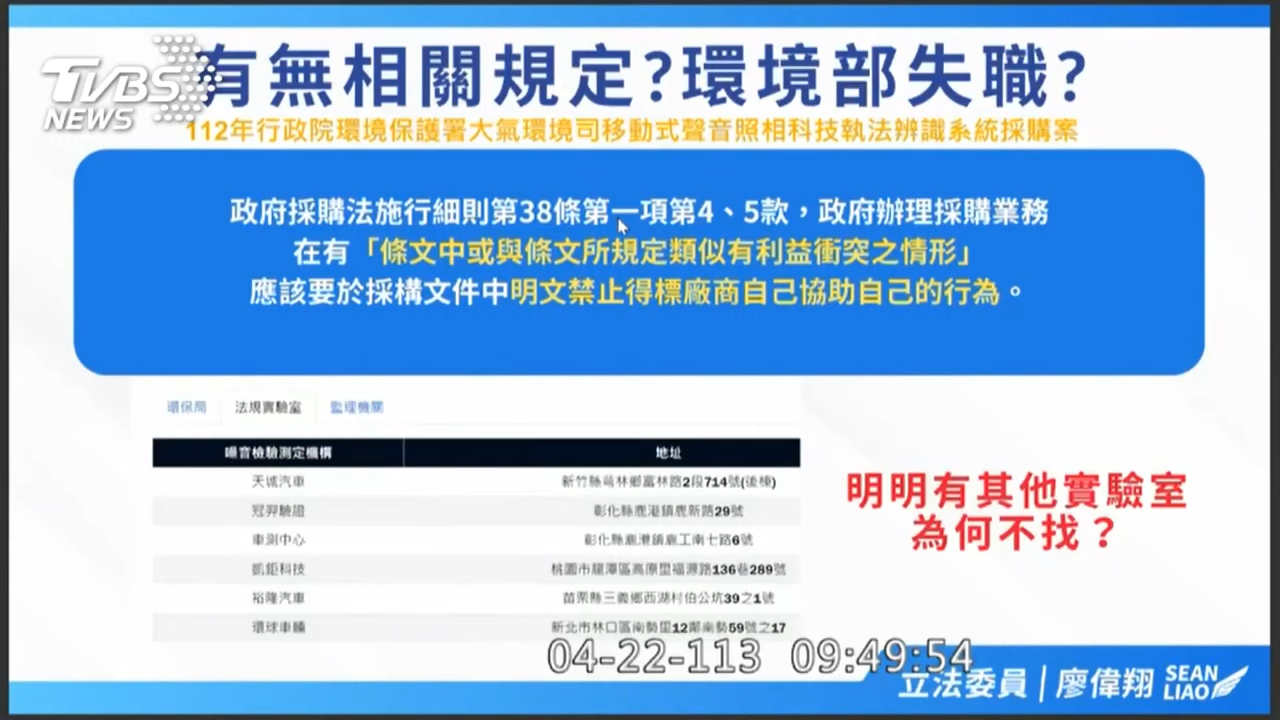 TVBS
NEWS
有無相關規定?環境部失職?
112年行政院環境保護署大氣環境司移動式聲音照相科技執法辨識系統採購案
政府採購法施行細則第38條第一項第4、5款，政府辦理採購業務
在有「條文中或與條文所規定類似有利益衝突之情形」
應該要於採構文件中明文禁止得標廠商自己協助自己的行為。
環保局 法規實驗室 監理機關
噪音檢驗測定機構 地址
天城汽車 新竹縣芎林鄉富林路2段714號(後棟)
冠羿驗證 彰化縣鹿港鎮鹿新路29號
車測中心 彰化縣鹿港鎮鹿工南七路6號
凱鉅科技 桃園市龍潭區高原里福源路136巷289號
裕隆汽車 苗栗縣三義鄉西湖村伯公坑39之1號
環球車輛 新北市林口區南勢里12鄰南勢59號之17
明明有其他實驗室
為何不找？
04-22-113 09:49:54
立法委員｜廖偉翔 SEAN
LIAO